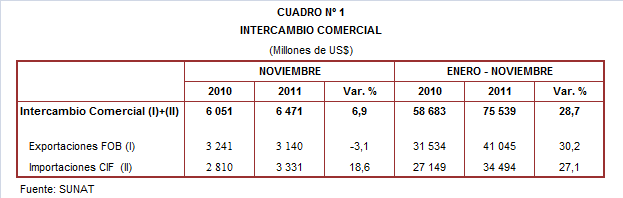 CUADRO Nº 1
INTERCAMBIO COMERCIAL
(Millones de US$)
NOVIEMBRE ENERO - NOVIEMBRE
2010 2011 Var. % 2010 2011 Var. %
Intercambio Comercial (I)+(II) 6 051 6 471 6,9 58 683 75 539 28,7
Exportaciones FOB (I) 3 241 3 140 -3,1 31 534 41 045 30,2
Importaciones CIF (II) 2 810 3 331 18,6 27 149 34 494 27,1
Fuente: SUNAT